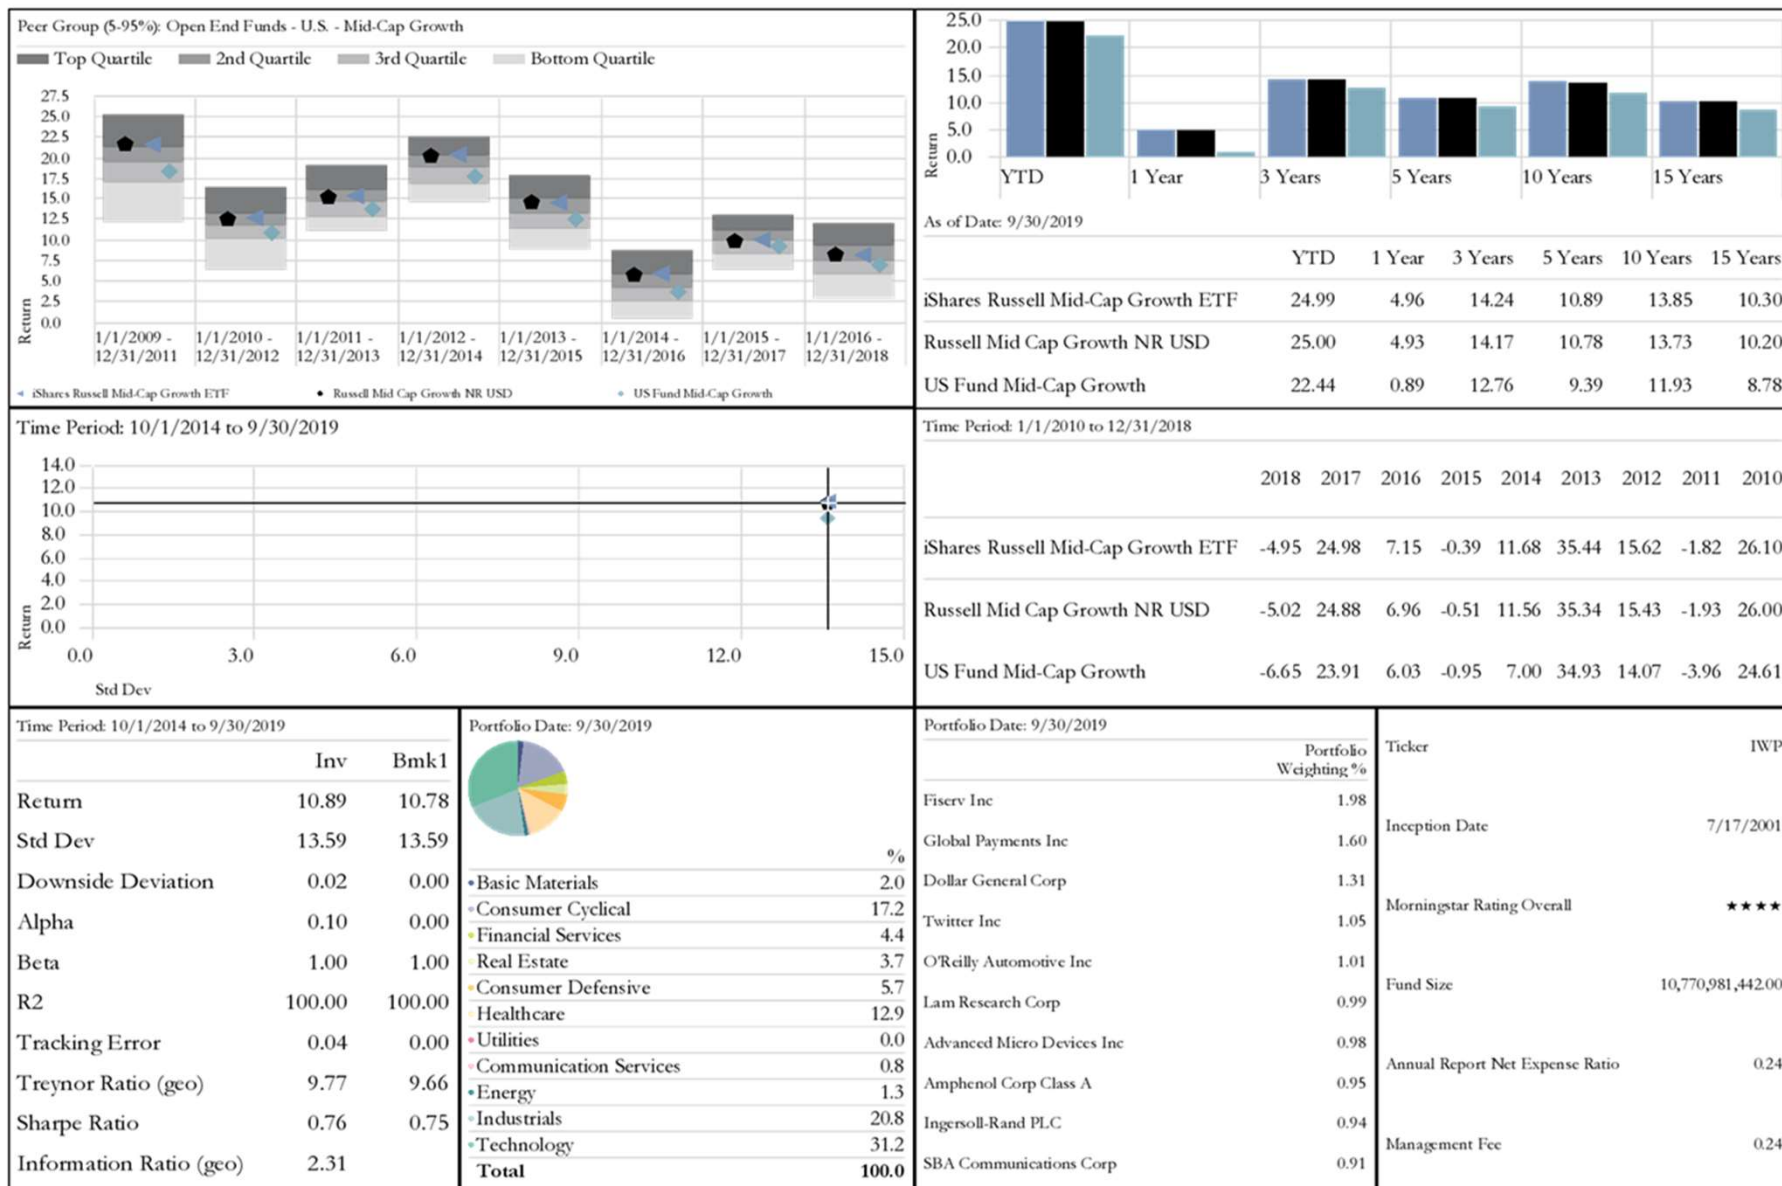 Peer Group (5-95%): Open End Funds - U.S. - Mid-Cap Growth
Top Quartile 2nd Quartile 3rd Quartile Bottom Quartile
27.5
25.0
22.5
20.0
17.5
15.0
12.5
10.0
7.5
5.0
2.5
0.0
Return
1/1/2009 - 1/1/2010 - 1/1/2011 - 1/1/2012 - 1/1/2013 - 1/1/2014 - 1/1/2015 - 1/1/2016 -
12/31/2011 12/31/2012 12/31/2013 12/31/2014 12/31/2015 12/31/2016 12/31/2017 12/31/2018
iShares Russell Mid-Cap Growth ETF Russell Mid Cap Growth NR USD US Fund Mid-Cap Growth
25.0
20.0
15.0
10.0
5.0
0.0
Return
YTD 1 Year 3 Years 5 Years 10 Years 15 Years
As of Date: 9/30/2019
YTD 1 Year 3 Years 5 Years 10 Years 15 Years
iShares Russell Mid-Cap Growth ETF 24.99 4.96 14.24 10.89 13.85 10.30
Russell Mid Cap Growth NR USD 25.00 4.93 14.17 10.78 13.73 10.20
US Fund Mid-Cap Growth 22.44 0.89 12.76 9.39 11.93 8.78
Time Period: 10/1/2014 to 9/30/2019
14.0
12.0
10.0
8.0
6.0
4.0
2.0
0.0
Return
0.0 3.0 6.0 9.0 12.0 15.0
Std Dev
Time Period: 1/1/2010 to 12/31/2018
2018 2017 2016 2015 2014 2013 2012 2011 2010
iShares Russell Mid-Cap Growth ETF -4.95 24.98 7.15 -0.39 11.68 35.44 15.62 -1.82 26.10
Russell Mid Cap Growth NR USD -5.02 24.88 6.96 -0.51 11.56 35.34 15.43 -1.93 26.00
US Fund Mid-Cap Growth -6.65 23.91 6.03 -0.95 7.00 34.93 14.07 -3.96 24.61
Time Period: 10/1/2014 to 9/30/2019
Inv Bmk1
Return 10.89 10.78
Std Dev 13.59 13.59
Downside Deviation 0.02 0.00
Alpha 0.10 0.00
Beta 1.00 1.00
R2 100.00 100.00
Tracking Error 0.04 0.00
Treynor Ratio (geo) 9.77 9.66
Sharpe Ratio 0.76 0.75
Information Ratio (geo) 2.31
Portfolio Date: 9/30/2019
%
Basic Materials 2.0
Consumer Cyclical 17.2
Financial Services 4.4
Real Estate 3.7
Consumer Defensive 5.7
Healthcare 12.9
Utilities 0.0
Communication Services 0.8
Energy 1.3
Industrials 20.8
Technology 31.2
Total 100.0
Portfolio Date: 9/30/2019
Portfolio
Weighting %
Fiserv Inc 1.98
Global Payments Inc 1.60
Dollar General Corp 1.31
Twitter Inc 1.05
O'Reilly Automotive Inc 1.01
Lam Research Corp 0.99
Advanced Micro Devices Inc 0.98
Amphenol Corp Class A 0.95
Ingersoll-Rand PLC 0.94
SBA Communications Corp 0.91
Ticker IWP
Inception Date 7/17/2001
Morningstar Rating Overall ★★★★
Fund Size 10,770,981,442.00
Annual Report Net Expense Ratio 0.24
Management Fee 0.24